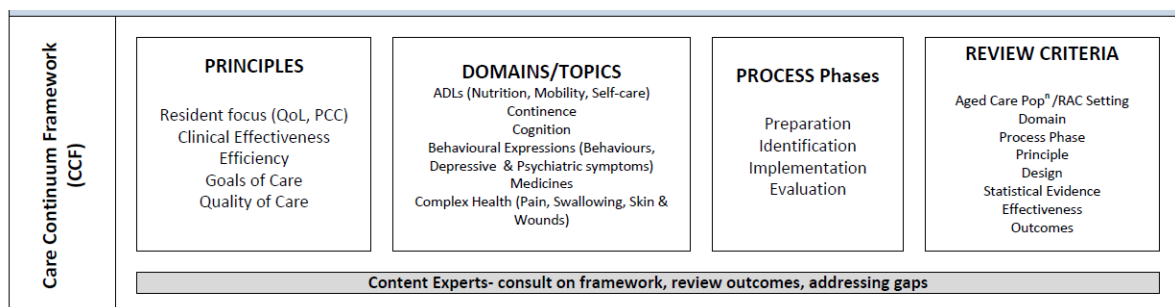 Care Continuum Framework
(CCF)
PRINCIPLES
Resident focus (QoL, PCC)
Clinical Effectiveness
Efficiency
Goals of Care
Quality of Care
DOMAINS/TOPICS
ADLs (Nutrition, Mobility, Self-care)
Continence
Cognition
Behavioural Expressions (Behaviours,
Depressive & Psychiatric symptoms)
Medicines
Complex Health (Pain, Swallowing, Skin &
Wounds)
PROCESS Phases
Preparation
Identification
Implementation
Evaluation
REVIEW CRITERIA
Aged Care Popⁿ/RAC Setting
Domain
Process Phase
Principle
Design
Statistical Evidence
Effectiveness
Outcomes
Content Experts- consult on framework, review outcomes, addressing gaps